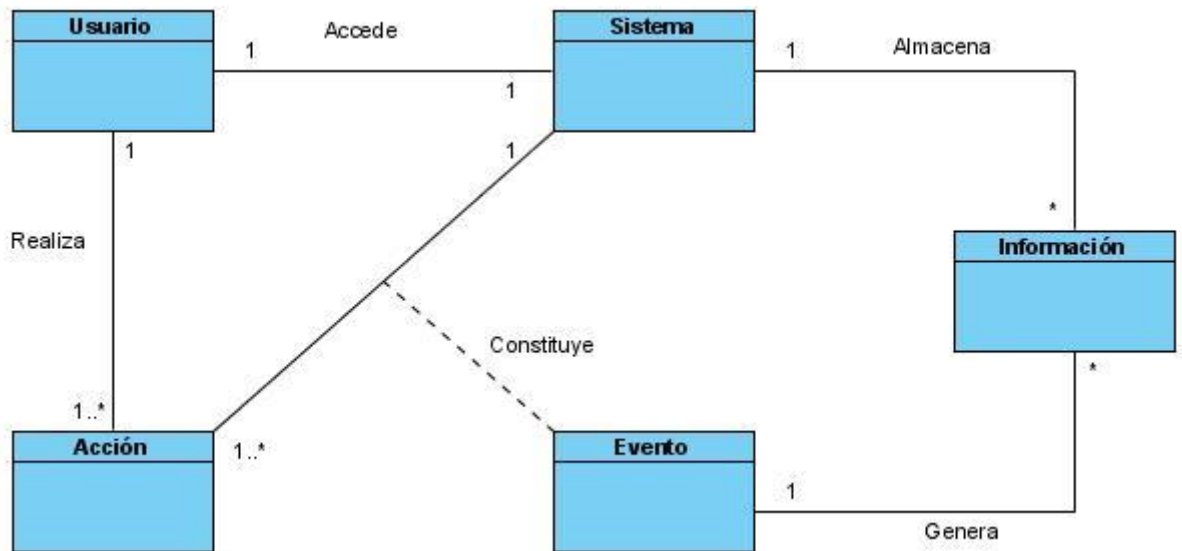 Usuario
Accede
Sistema
1
1
Almacena
1
1
1
Realiza
*
Información
Constituye
*
1..*
1..*
Acción
Evento
1
Genera